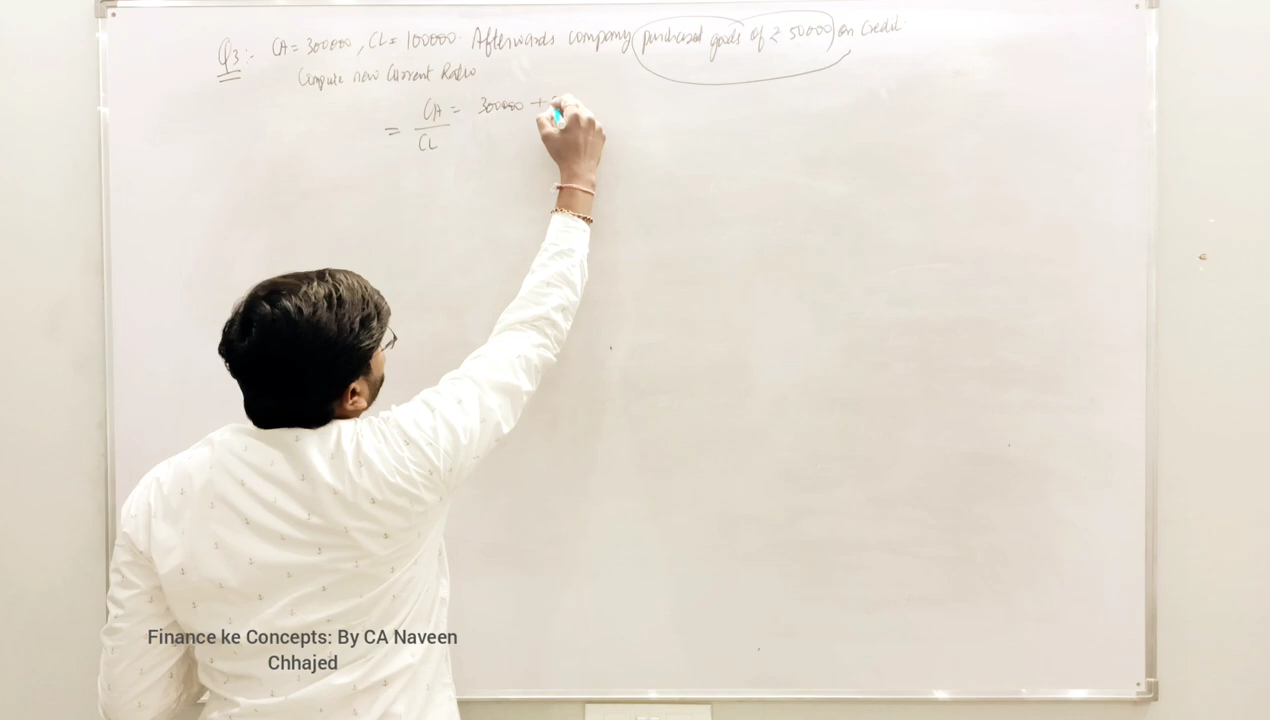 Q3:- CA = 300000, CL = 100000. Afterwards company purchased goods of ₹ 50000 on Credit.
Compute new Current Ratio
= CA = 300000 +
CL
Finance ke Concepts: By CA Naveen
Chhajed